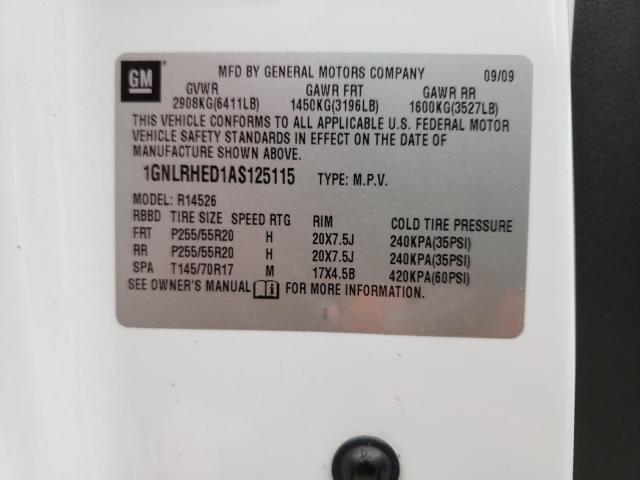 GM
MFD BY GENERAL MOTORS COMPANY 09/09
GVWR GAWR FRT GAWR RR
2908KG(6411LB) 1450KG(3196LB) 1600KG(3527LB)
THIS VEHICLE CONFORMS TO ALL APPLICABLE U.S. FEDERAL MOTOR
VEHICLE SAFETY STANDARDS IN EFFECT ON THE DATE OF
MANUFACTURE SHOWN ABOVE.
1GNLRHED1AS125115 TYPE: M.P.V.
MODEL: R14526
RBBD TIRE SIZE SPEED RTG RIM COLD TIRE PRESSURE
FRT P255/55R20 H 20X7.5J 240KPA(35PSI)
RR P255/55R20 H 20X7.5J 240KPA(35PSI)
SPA T145/70R17 M 17X4.5B 420KPA(60PSI)
SEE OWNER'S MANUAL FOR MORE INFORMATION.